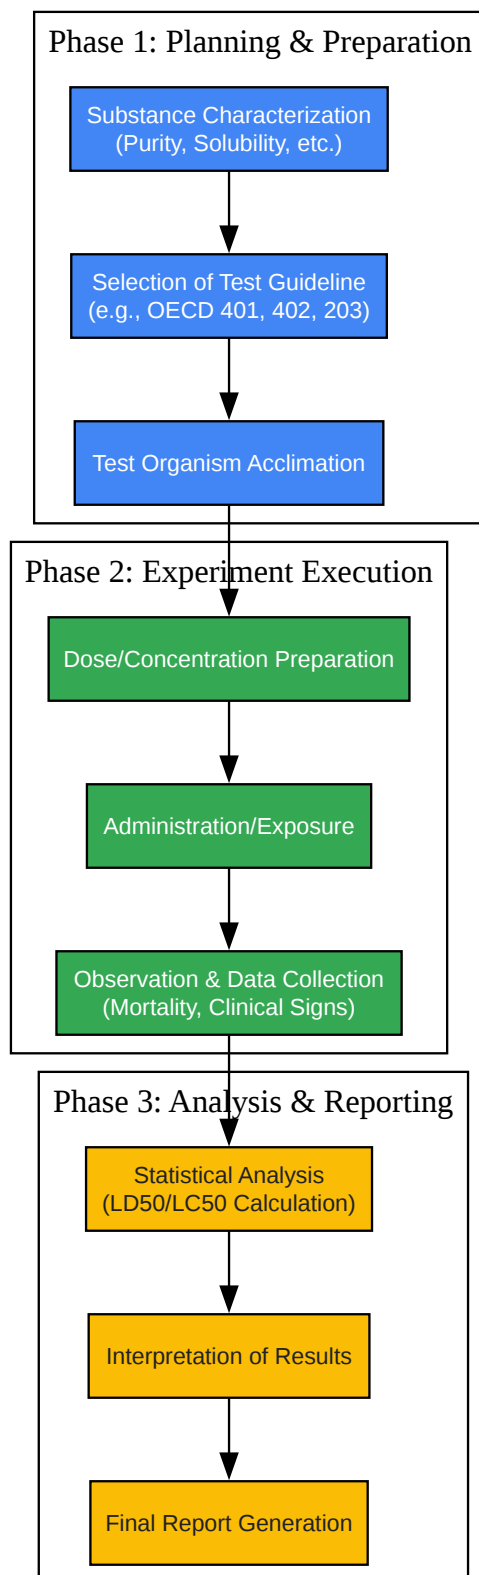 Phase 1: Planning & Preparation
Substance Characterization
(Purity, Solubility, etc.)
Selection of Test Guideline
(e.g., OECD 401, 402, 203)
Test Organism Acclimation
Phase 2: Experiment Execution
Dose/Concentration Preparation
Administration/Exposure
Observation & Data Collection
(Mortality, Clinical Signs)
Phase 3: Analysis & Reporting
Statistical Analysis
(LD50/LC50 Calculation)
Interpretation of Results
Final Report Generation